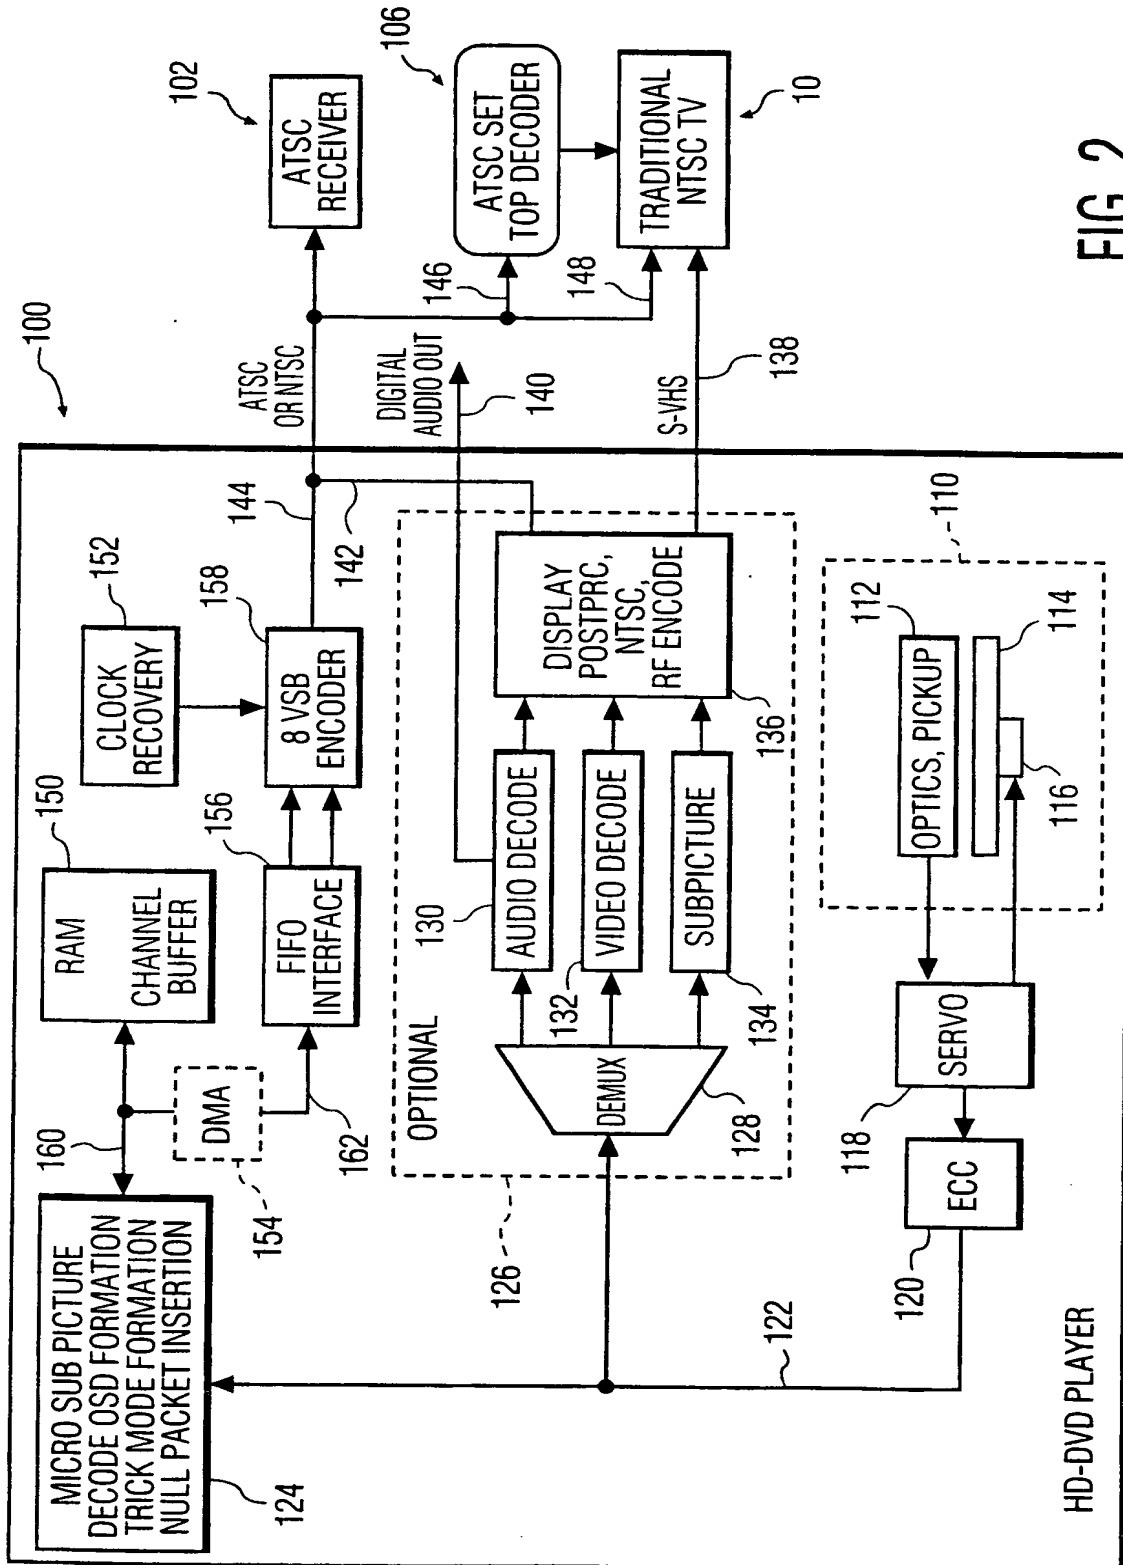 100
102
ATSC
RECEIVER
106
ATSC SET
TOP DECODER
TRADITIONAL
NTSC TV
10
ATSC
OR NTSC
146
148
DIGITAL
AUDIO OUT
140
S-VHS
138
MICRO SUB PICTURE
DECODE OSD FORMATION
TRICK MODE FORMATION
NULL PACKET INSERTION
124
160
RAM
CHANNEL
BUFFER
150
DMA
154
162
FIFO
INTERFACE
156
CLOCK
RECOVERY
152
8 VSB
ENCODER
158
144
142
OPTIONAL
126
DEMUX
128
AUDIO DECODE
130
VIDEO DECODE
132
SUBPICTURE
134
DISPLAY
POSTPRC,
NTSC,
RF ENCODE
136
122
ECC
120
SERVO
118
OPTICS, PICKUP
112
114
116
110
HD-DVD PLAYER
FIG. 2